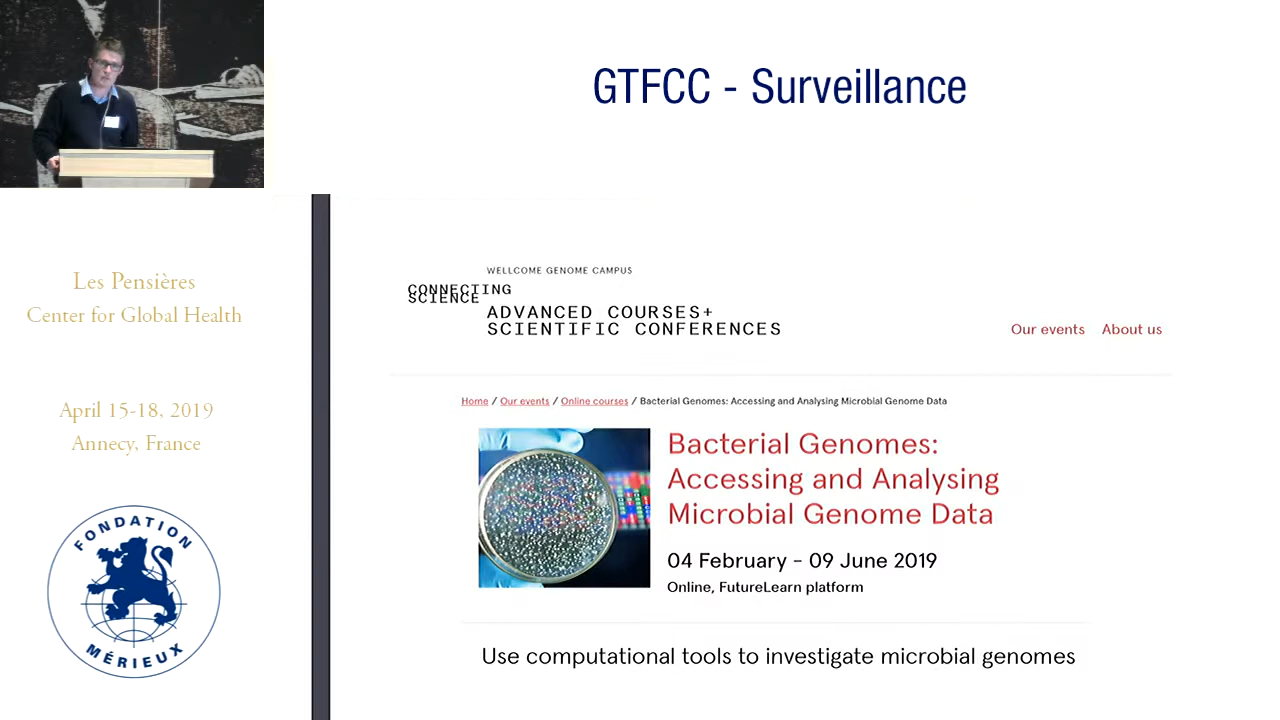 GTFCC - Surveillance
Les Pensières
Center for Global Health
April 15-18, 2019
Annecy, France
FONDATION
MÉRIEUX
WELLCOME GENOME CAMPUS
CONNECTING
SCIENCE
ADVANCED COURSES+
SCIENTIFIC CONFERENCES
Our events About us
Home / Our events / Online courses / Bacterial Genomes: Accessing and Analysing Microbial Genome Data
Bacterial Genomes:
Accessing and Analysing
Microbial Genome Data
04 February - 09 June 2019
Online, FutureLearn platform
Use computational tools to investigate microbial genomes